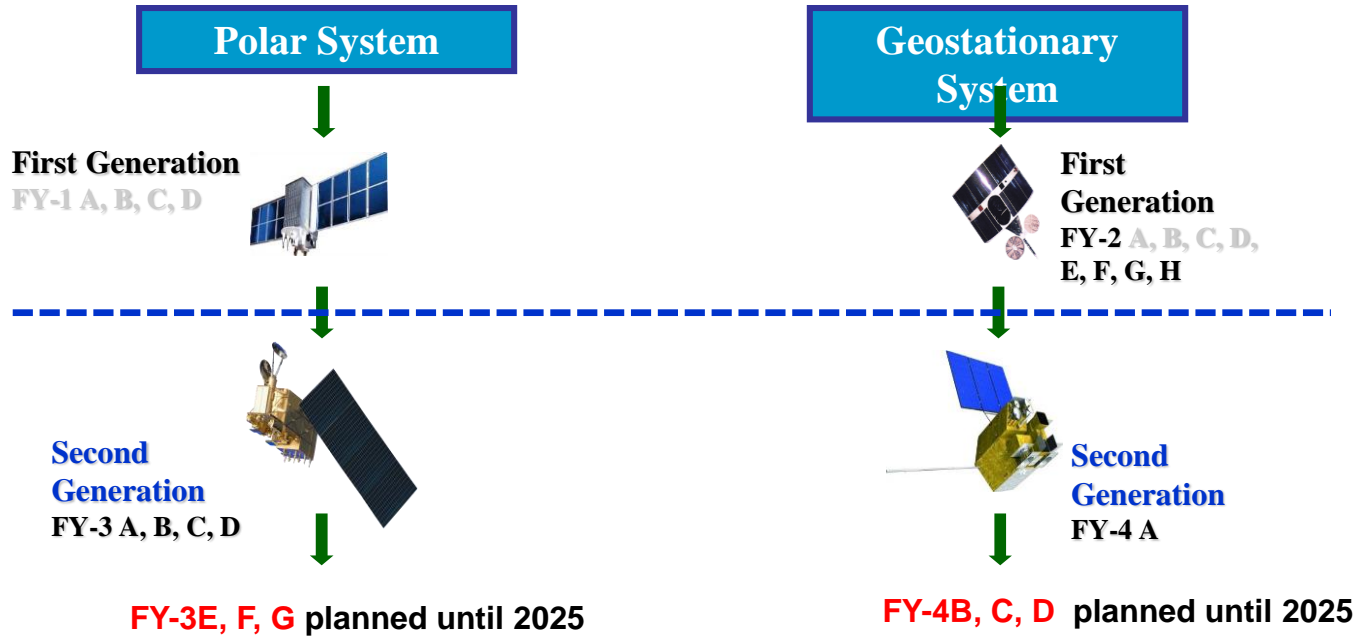 Polar System
First Generation
FY-1 A, B, C, D
Second
Generation
FY-3 A, B, C, D
FY-3E, F, G planned until 2025
Geostationary
System
First
Generation
FY-2 A, B, C, D,
E, F, G, H
Second
Generation
FY-4 A
FY-4B, C, D planned until 2025